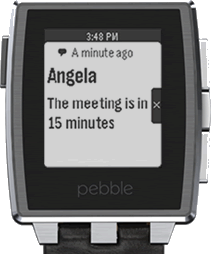 3:48 PM
A minute ago
Angela
The meeting is in
15 minutes
pebble